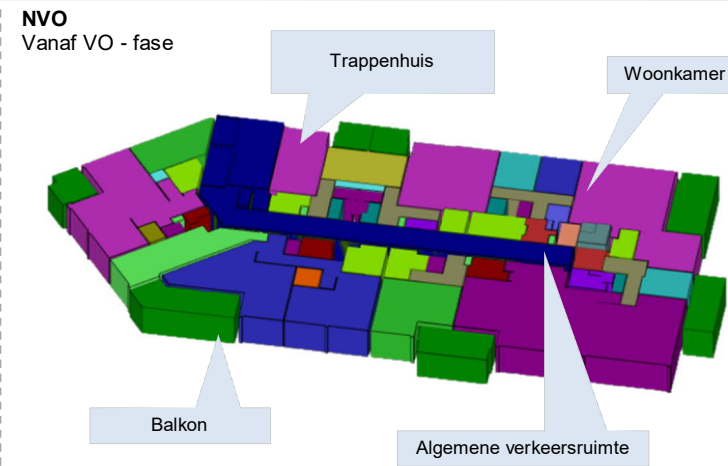 NVO
Vanaf VO - fase
Trappenhuis
Woonkamer
Balkon
Algemene verkeersruimte